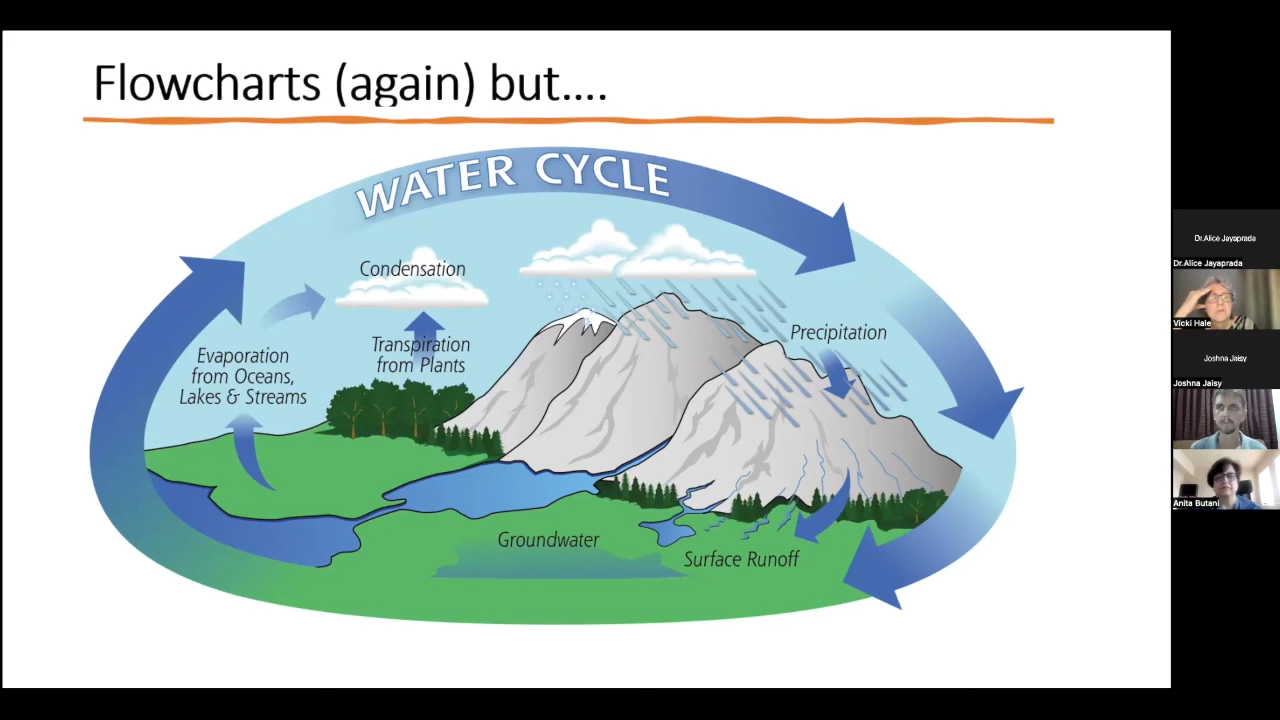 Flowcharts (again) but….
WATER CYCLE
Condensation
Transpiration
from Plants
Evaporation
from Oceans,
Lakes & Streams
Precipitation
Groundwater
Surface Runoff
Dr.Alice Jayaprada
Dr.Alice Jayaprada
Vicki Hale
Joshna Jaisy
Joshna Jaisy
Anita Butani